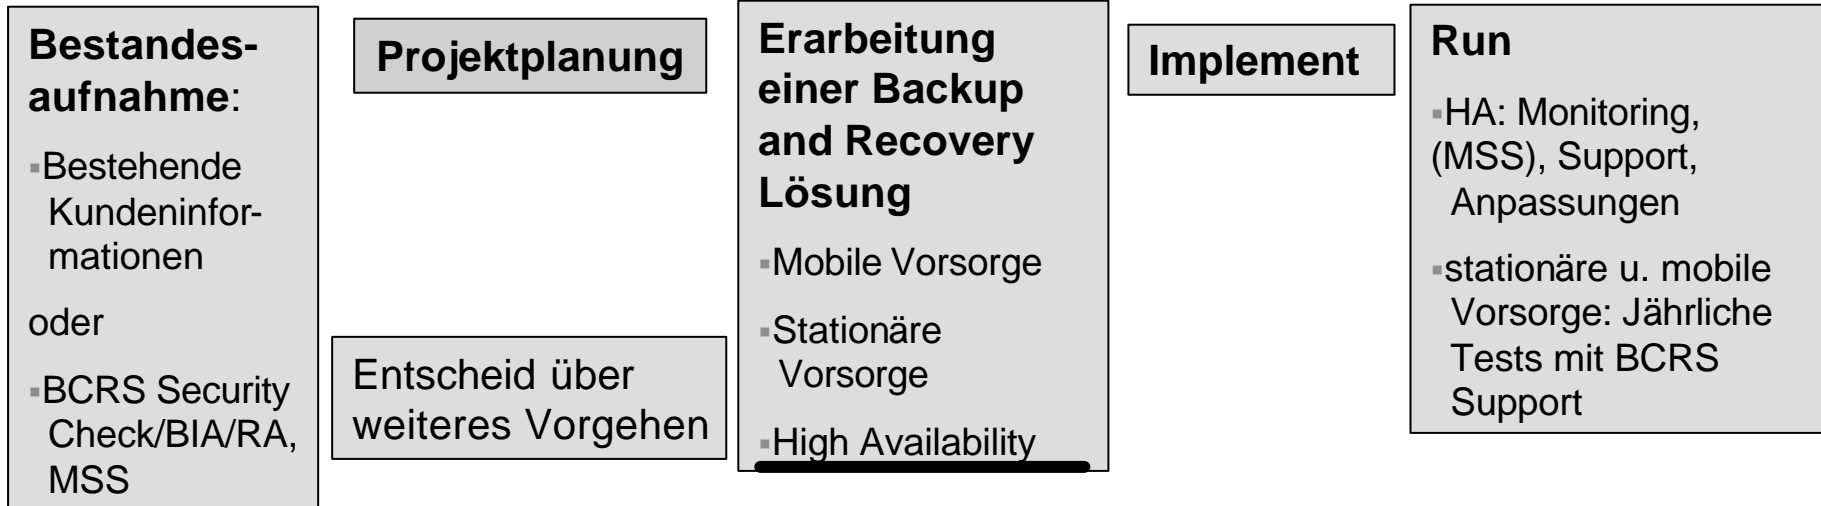 Bestandes-
aufnahme:
▪Bestehende
Kundeninfor-
mationen
oder
▪BCRS Security
Check/BIA/RA,
MSS
Projektplanung
Entscheid über
weiteres Vorgehen
Erarbeitung
einer Backup
and Recovery
Lösung
▪Mobile Vorsorge
▪Stationäre
Vorsorge
▪High Availability
Implement
Run
▪HA: Monitoring,
(MSS), Support,
Anpassungen
▪stationäre u. mobile
Vorsorge: Jährliche
Tests mit BCRS
Support